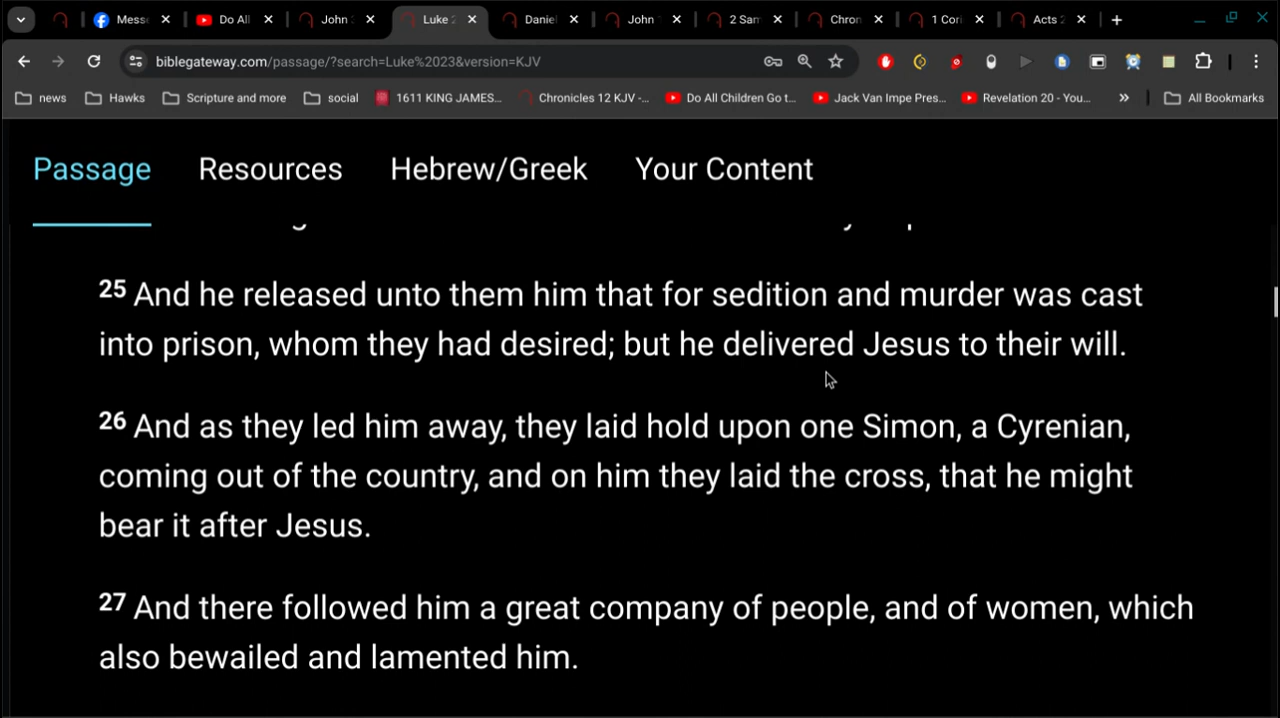 Mess
Do All
John
Luke 2
Daniel
John
2 Sam
Chron
1 Cori
Acts 2
biblegateway.com/passage/?search=Luke%2023&version=KJV
news
Hawks
Scripture and more
social
1611 KING JAMES...
Chronicles 12 KJV -...
Do All Children Go t...
Jack Van Impe Pres...
Revelation 20 - You...
All Bookmarks
Passage
Resources
Hebrew/Greek
Your Content
25 And he released unto them him that for sedition and murder was cast
into prison, whom they had desired; but he delivered Jesus to their will.
26 And as they led him away, they laid hold upon one Simon, a Cyrenian,
coming out of the country, and on him they laid the cross, that he might
bear it after Jesus.
27 And there followed him a great company of people, and of women, which
also bewailed and lamented him.